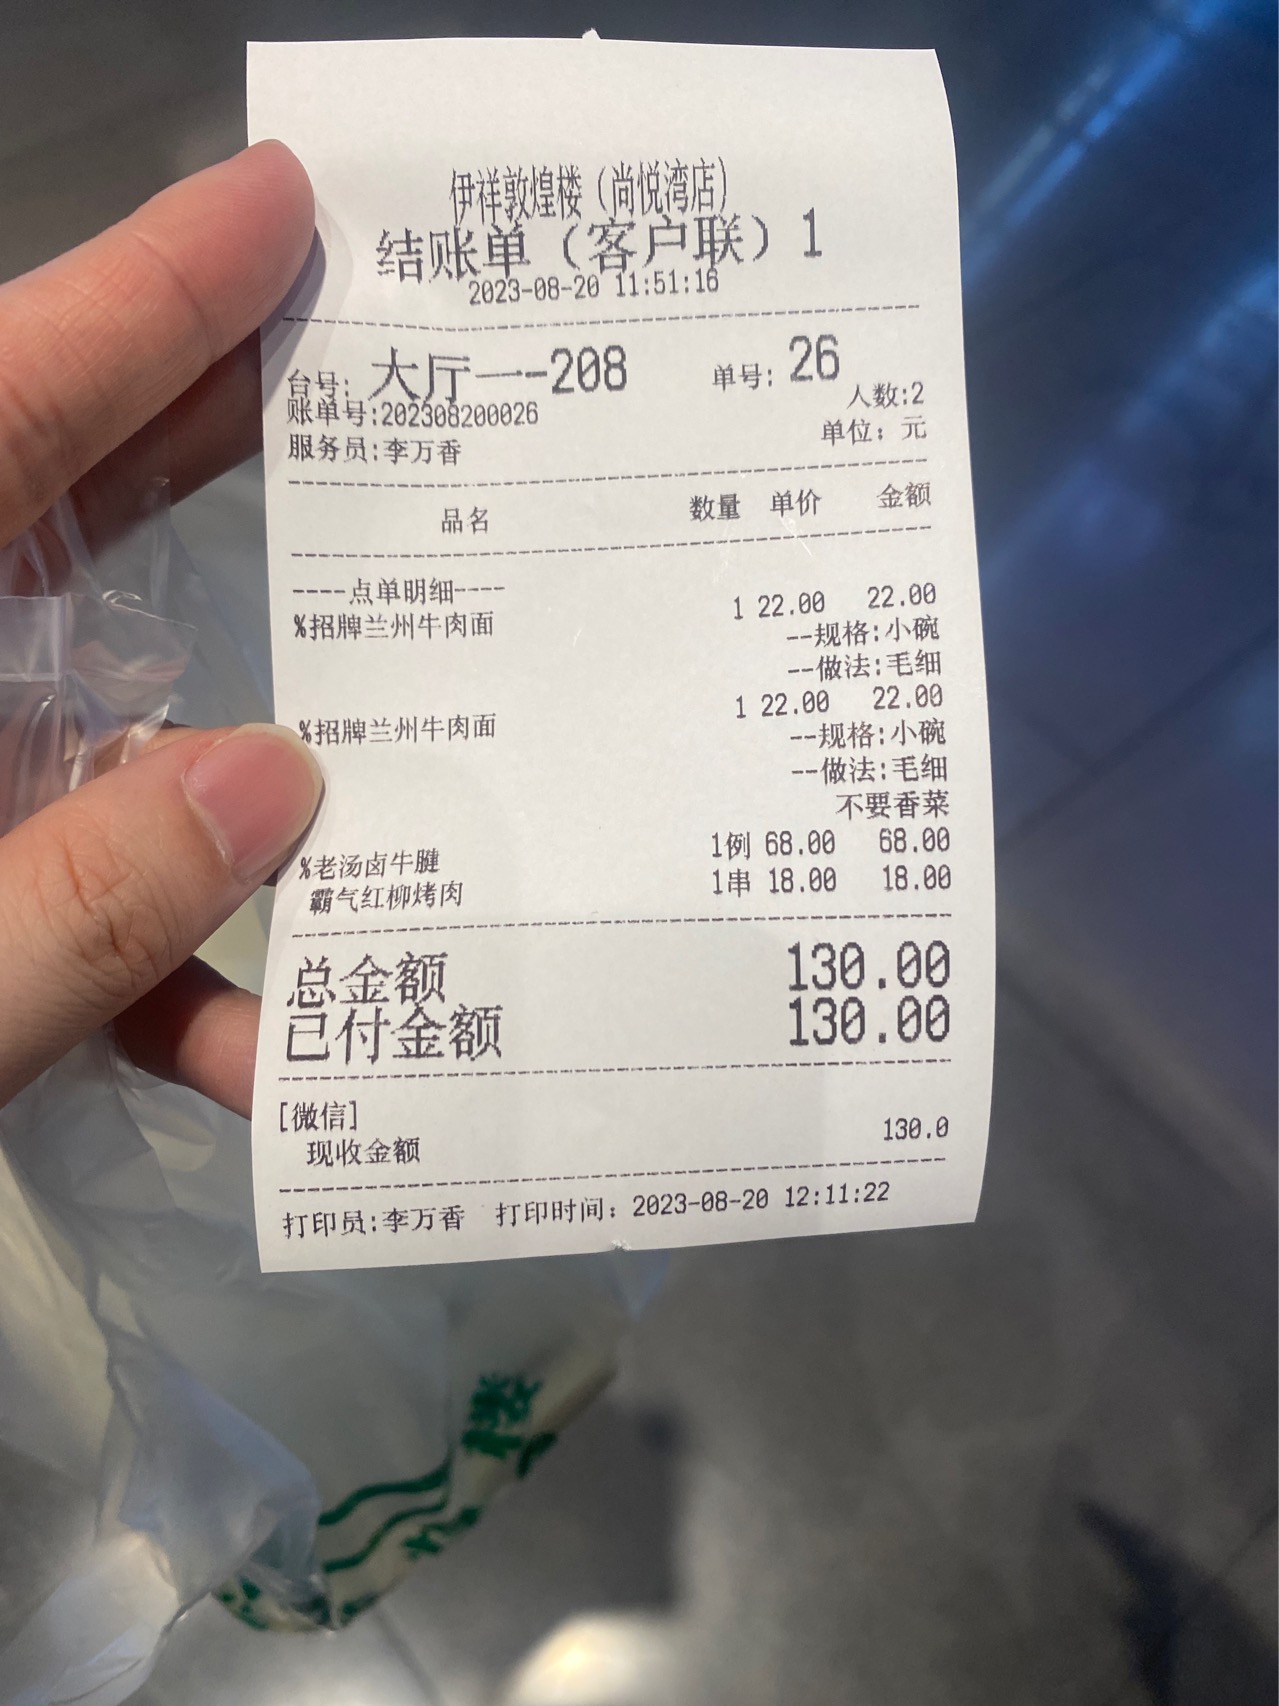 伊祥敦煌楼（尚悦湾店）
结账单（客户联）1
2023-08-20 11:51:16
台号: 大厅一-208 单号: 26
人数:2
账单号:202308200026
单位: 元
服务员:李万香
品名 数量 单价 金额
----点单明细----
%招牌兰州牛肉面 1 22.00 22.00
--规格:小碗
--做法:毛细
%招牌兰州牛肉面 1 22.00 22.00
--规格:小碗
--做法:毛细
不要香菜
%老汤卤牛腱 1例 68.00 68.00
霸气红柳烤肉 1串 18.00 18.00
总金额 130.00
已付金额 130.00
[微信]
现收金额 130.0
打印员:李万香 打印时间: 2023-08-20 12:11:22
楼